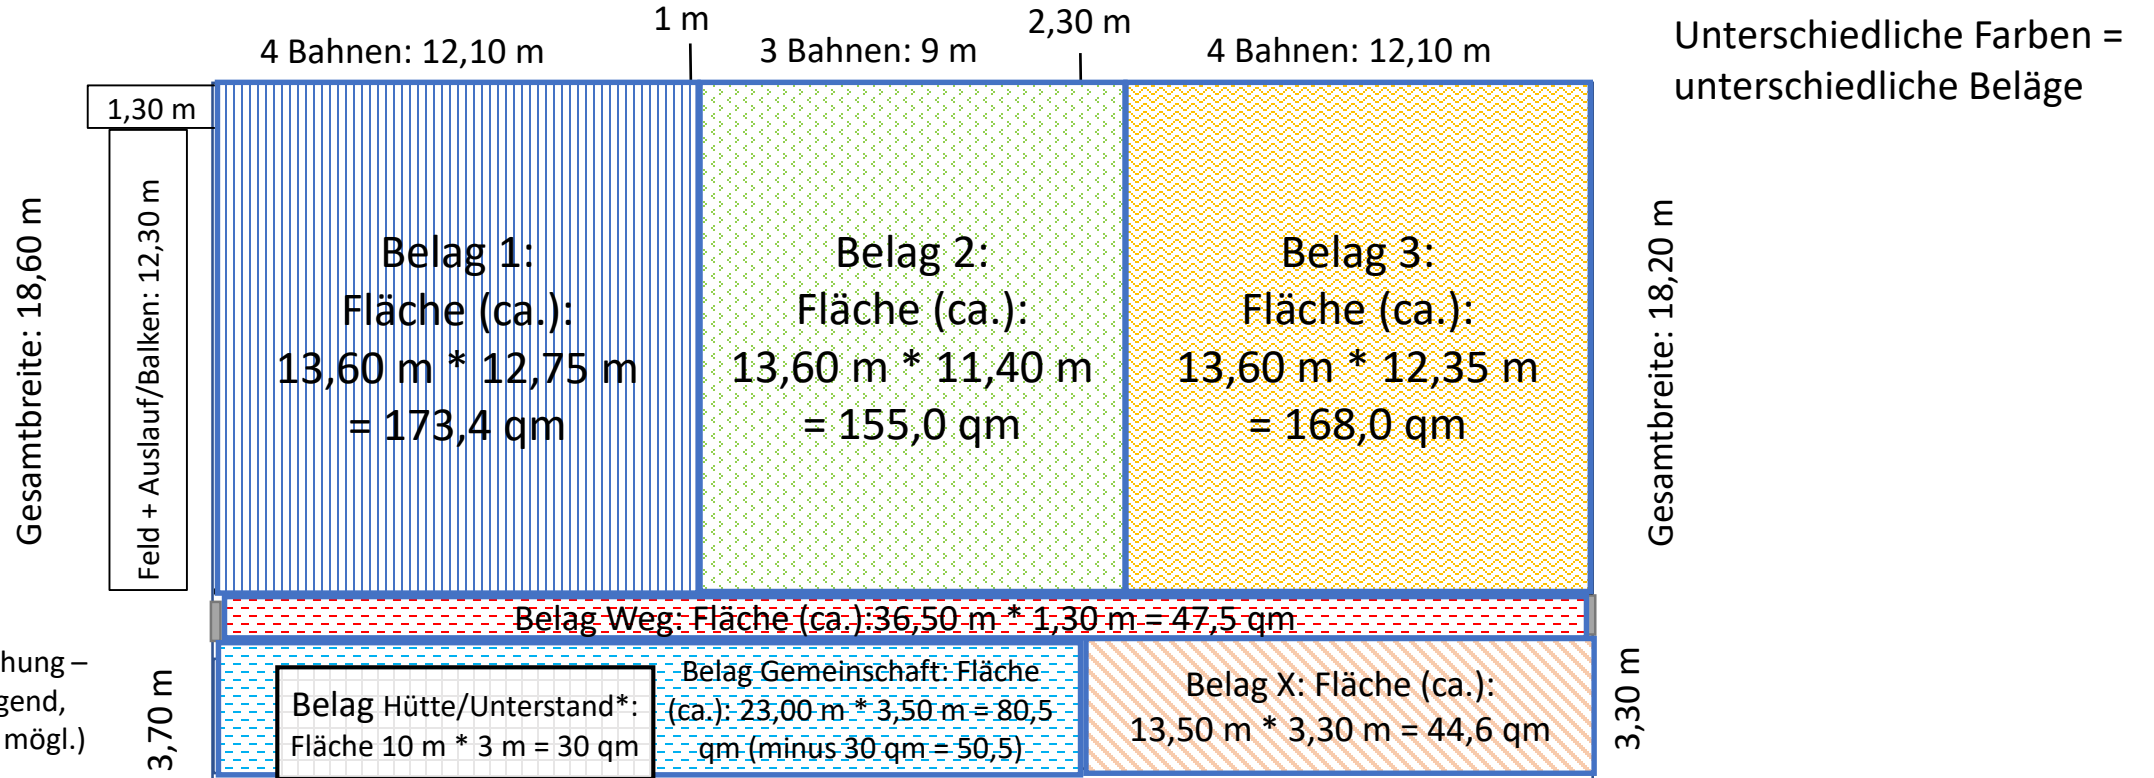 1 m
2,30 m
Unterschiedliche Farben =
unterschiedliche Beläge
4 Bahnen: 12,10 m
3 Bahnen: 9 m
4 Bahnen: 12,10 m
1,30 m
Gesamtbreite: 18,60 m
Feld + Auslauf/Balken: 12,30 m
Belag 1:
Fläche (ca.):
13,60 m * 12,75 m
= 173,4 qm
Belag 2:
Fläche (ca.):
13,60 m * 11,40 m
= 155,0 qm
Belag 3:
Fläche (ca.):
13,60 m * 12,35 m
= 168,0 qm
Gesamtbreite: 18,20 m
Belag Weg: Fläche (ca.):36,50 m * 1,30 m = 47,5 qm
hung –
gend,
mögl.)
3,70 m
Belag Hütte/Unterstand*:
Fläche 10 m * 3 m = 30 qm
Belag Gemeinschaft: Fläche
(ca.): 23,00 m * 3,50 m = 80,5
qm (minus 30 qm = 50,5)
Belag X: Fläche (ca.):
13,50 m * 3,30 m = 44,6 qm
3,30 m